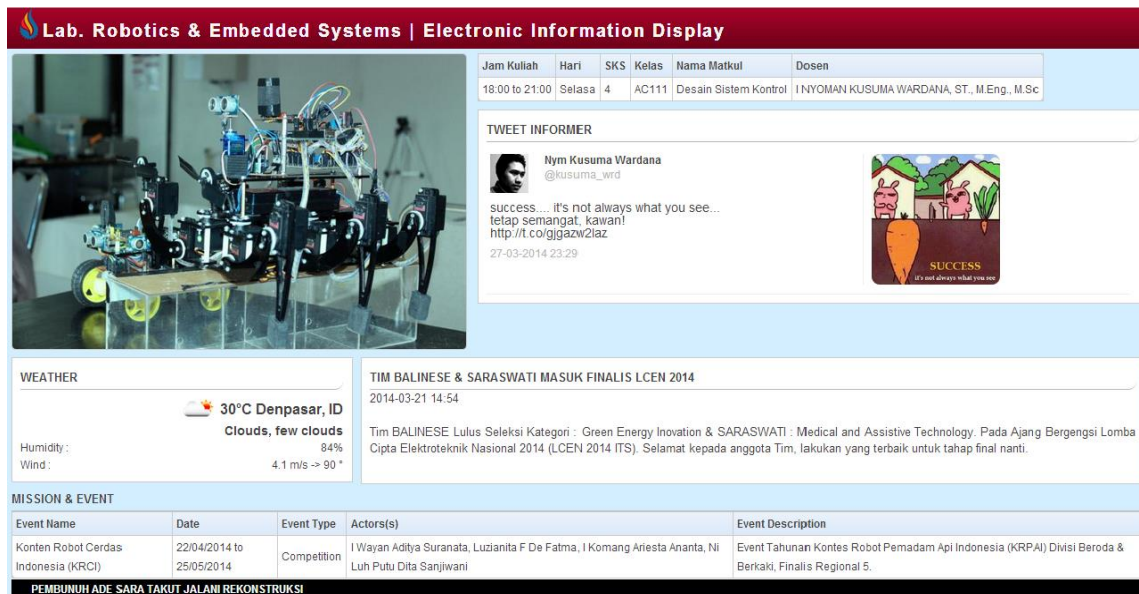 Lab. Robotics & Embedded Systems | Electronic Information Display
Jam Kuliah Hari SKS Kelas Nama Matkul Dosen
18:00 to 21:00 Selasa 4 AC111 Desain Sistem Kontrol I NYOMAN KUSUMA WARDANA, ST., M.Eng., M.Sc
TWEET INFORMER
Nym Kusuma Wardana
@kusuma_wrd
success.... it's not always what you see...
tetap semangat, kawan!
http://t.co/gjgazw2laz
27-03-2014 23:29
SUCCESS
it's not always what you see
WEATHER
30°C Denpasar, ID
Clouds, few clouds
Humidity : 84%
Wind : 4.1 m/s -> 90 °
TIM BALINESE & SARASWATI MASUK FINALIS LCEN 2014
2014-03-21 14:54
Tim BALINESE Lulus Seleksi Kategori : Green Energy Inovation & SARASWATI : Medical and Assistive Technology. Pada Ajang Bergengsi Lomba
Cipta Elektroteknik Nasional 2014 (LCEN 2014 ITS). Selamat kepada anggota Tim, lakukan yang terbaik untuk tahap final nanti.
MISSION & EVENT
Event Name Date Event Type Actors(s) Event Description
Konten Robot Cerdas Indonesia (KRCI) 22/04/2014 to 25/05/2014 Competition I Wayan Aditya Suranata, Luzianita F De Fatma, I Komang Ariesta Ananta, Ni Luh Putu Dita Sanjiwani Event Tahunan Kontes Robot Pemadam Api Indonesia (KRPAI) Divisi Beroda & Berkaki, Finalis Regional 5.
PEMBUNUH ADE SARA TAKUT JALANI REKONSTRUKSI